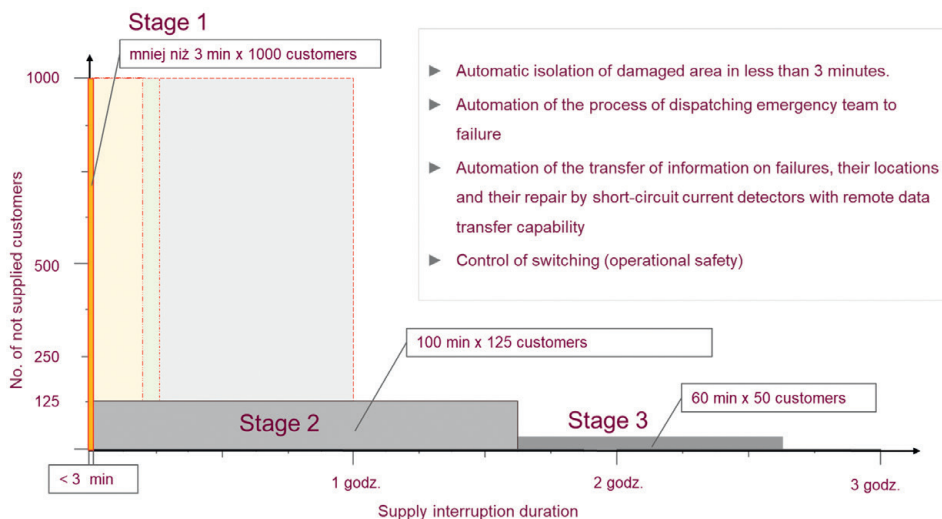 Stage 1
mniej niż 3 min x 1000 customers
1000
500
250
125
No. of not supplied customers
► Automatic isolation of damaged area in less than 3 minutes.
► Automation of the process of dispatching emergency team to
failure
► Automation of the transfer of information on failures, their locations
and their repair by short-circuit current detectors with remote data
transfer capability
► Control of switching (operational safety)
100 min x 125 customers
60 min x 50 customers
Stage 2
Stage 3
< 3 min
1 godz.
2 godz.
3 godz.
Supply interruption duration